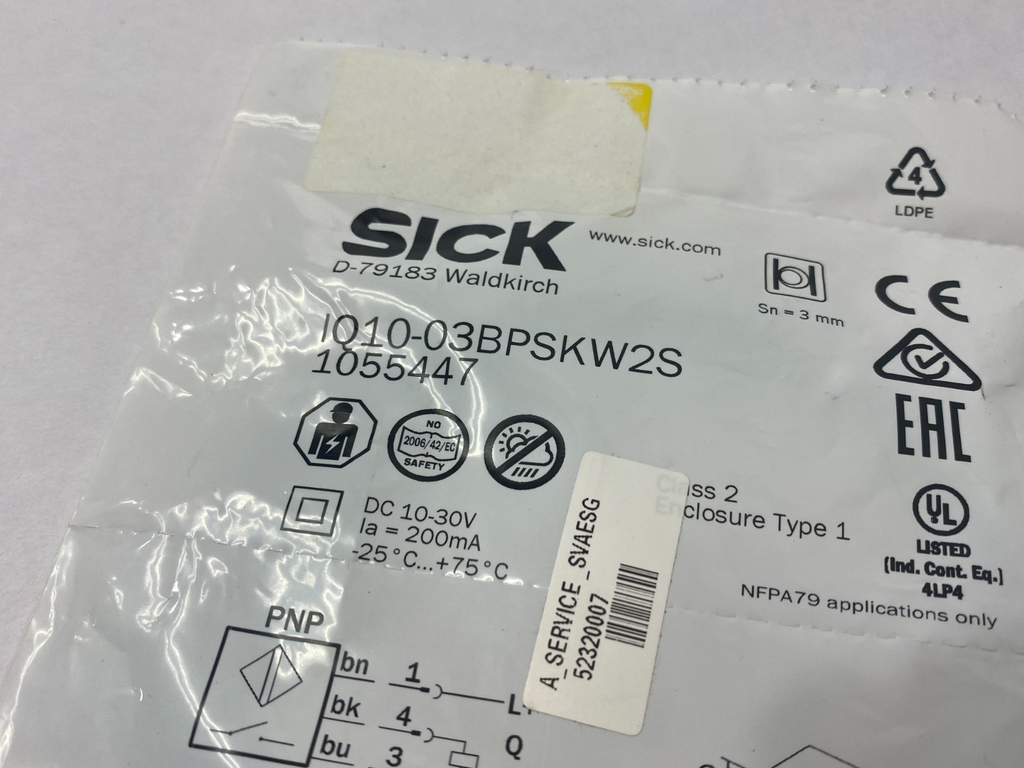 4
LDPE
SICK
www.sick.com
D-79183 Waldkirch
Sn = 3 mm
CE
IQ10-03BPSKW2S
1055447
EAC
NO
2006/42/EC
SAFETY
UL
LISTED
(Ind. Cont. Eq.)
4LP4
DC 10-30V
Ia = 200mA
-25°C...+75°C
Class 2
Enclosure Type 1
NFPA79 applications only
A_SERVICE_SVAESG
52320007
PNP
bn 1 L+
bk 4 Q
bu 3